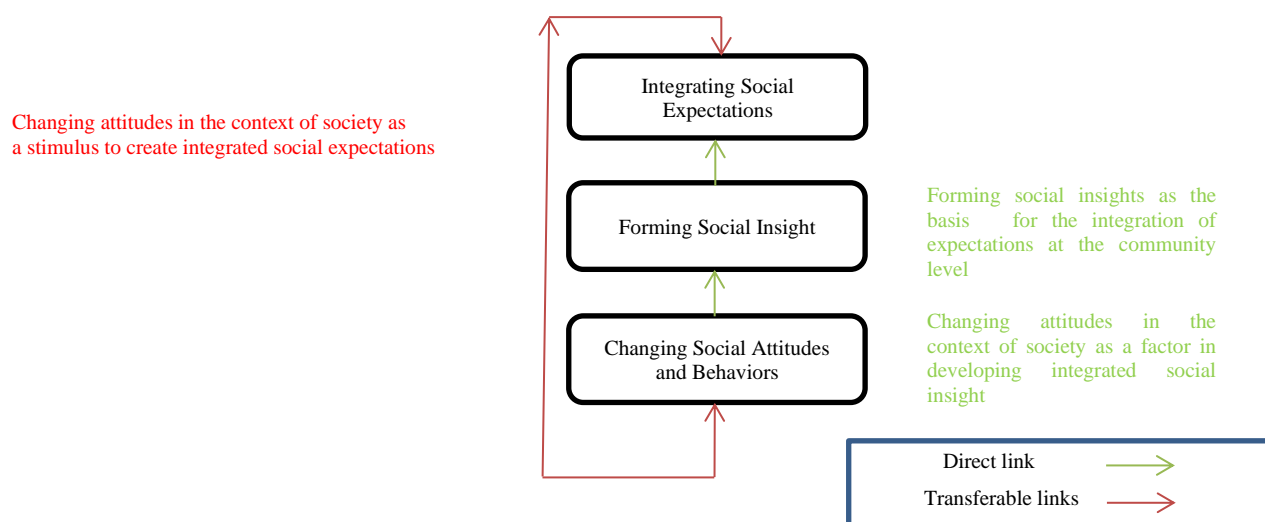 Integrating Social
Expectations
Changing attitudes in the context of society as
a stimulus to create integrated social expectations
Forming Social Insight
Forming social insights as the
basis for the integration of
expectations at the community
level
Changing Social Attitudes
and Behaviors
Changing attitudes in the
context of society as a factor in
developing integrated social
insight
Direct link
Transferable links